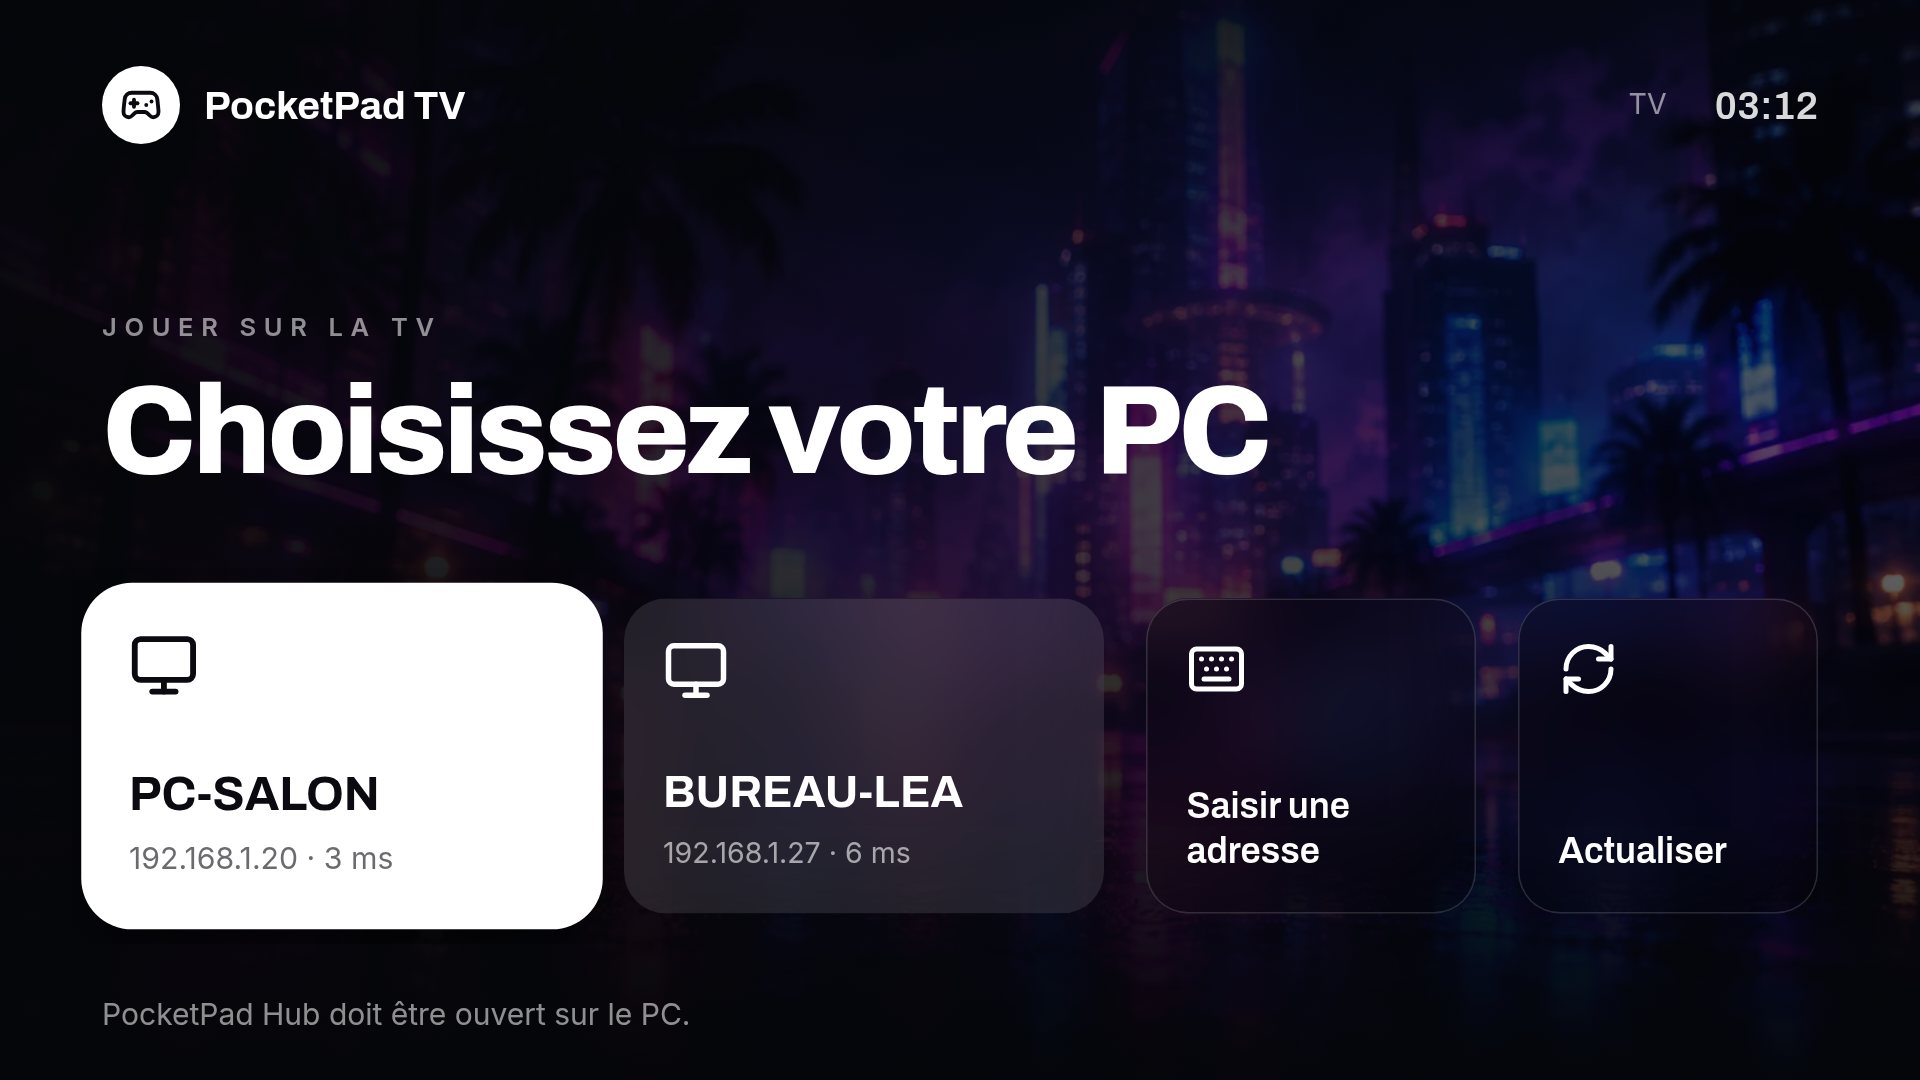 PocketPad TV
TV 03:12
JOUER SUR LA TV
Choisissez votre PC
PC-SALON
192.168.1.20 · 3 ms
BUREAU-LEA
192.168.1.27 · 6 ms
Saisir une
adresse
Actualiser
PocketPad Hub doit être ouvert sur le PC.